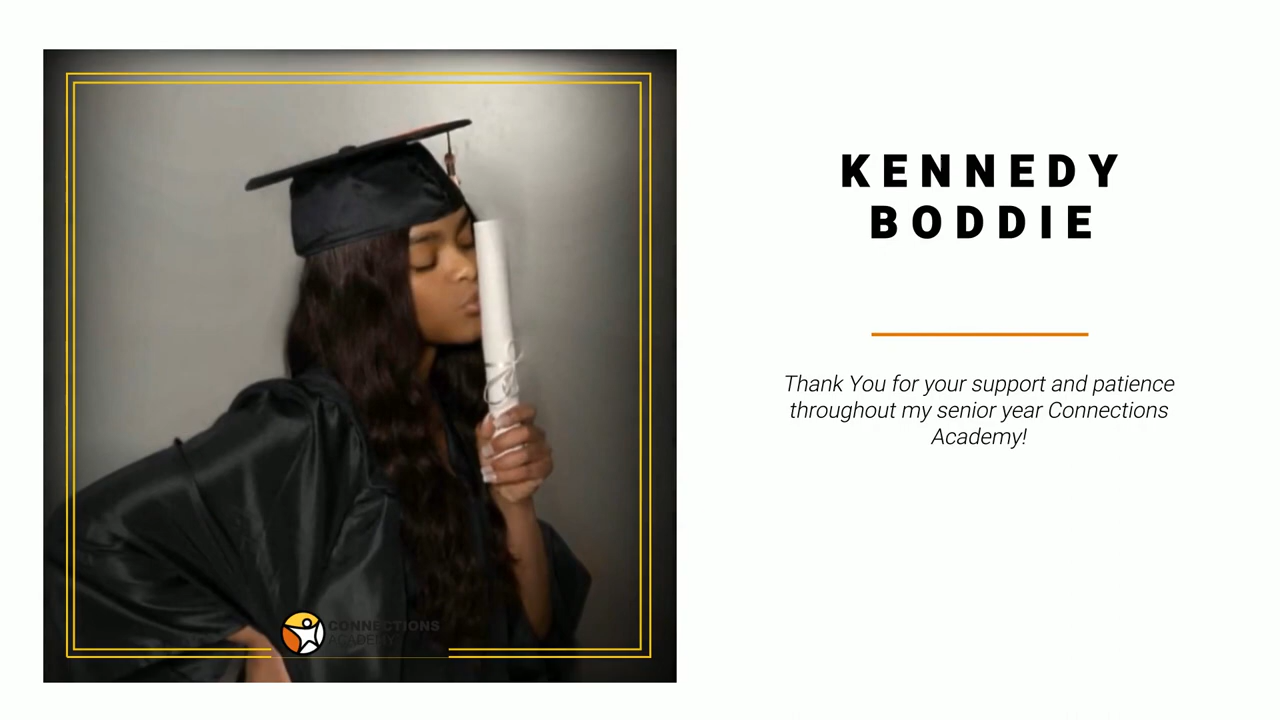 KENNEDY
BODDIE
Thank You for your support and patience
throughout my senior year Connections
Academy!
CONNECTIONS
ACADEMY